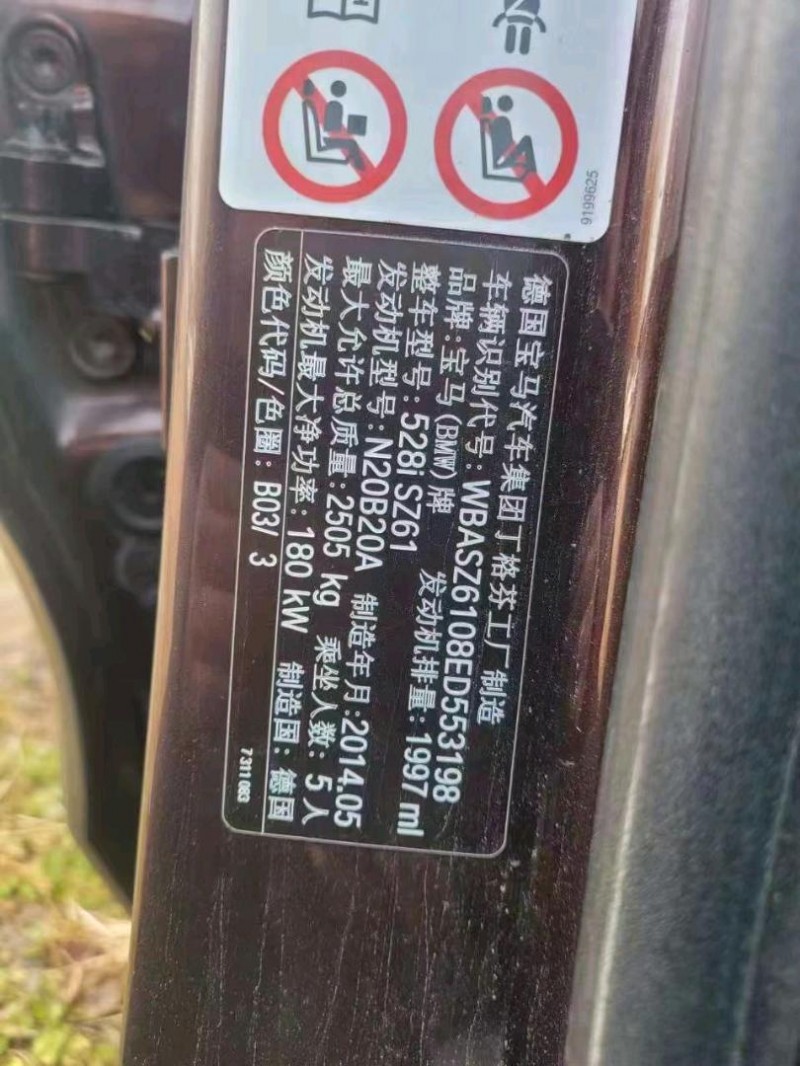 9199625
德国宝马汽车集团丁格芬工厂制造
车辆识别代号:WBASZ6108ED553198
品牌:宝马(BMW)牌 发动机排量:1997 ml
整车型号:528i SZ61
发动机型号:N20B20A 制造年月:2014.05
最大允许总质量:2505 kg 乘坐人数:5人
发动机最大净功率:180 kW 制造国:德国
颜色代码/色圈:B03/ 3
7311083